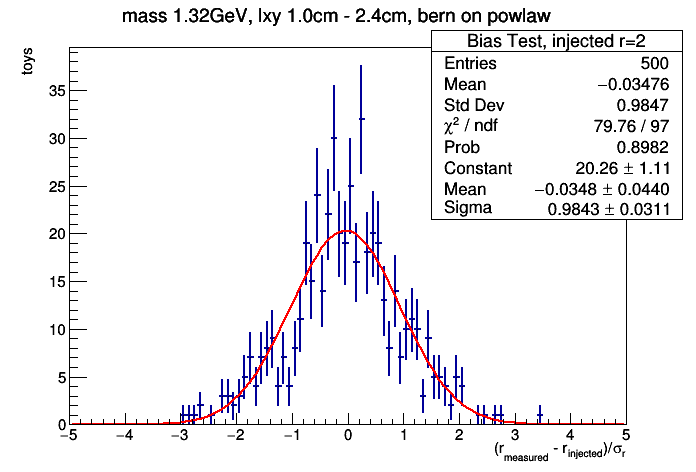 mass 1.32GeV, lxy 1.0cm - 2.4cm, bern on powlaw
Bias Test, injected r=2
Entries 500
Mean −0.03476
Std Dev 0.9847
χ² / ndf 79.76 / 97
Prob 0.8982
Constant 20.26 ± 1.11
Mean −0.0348 ± 0.0440
Sigma 0.9843 ± 0.0311
toys
35
30
25
20
15
10
5
0
−5 −4 −3 −2 −1 0 1 2 3 4 5
(r_measured - r_injected)/σ_r